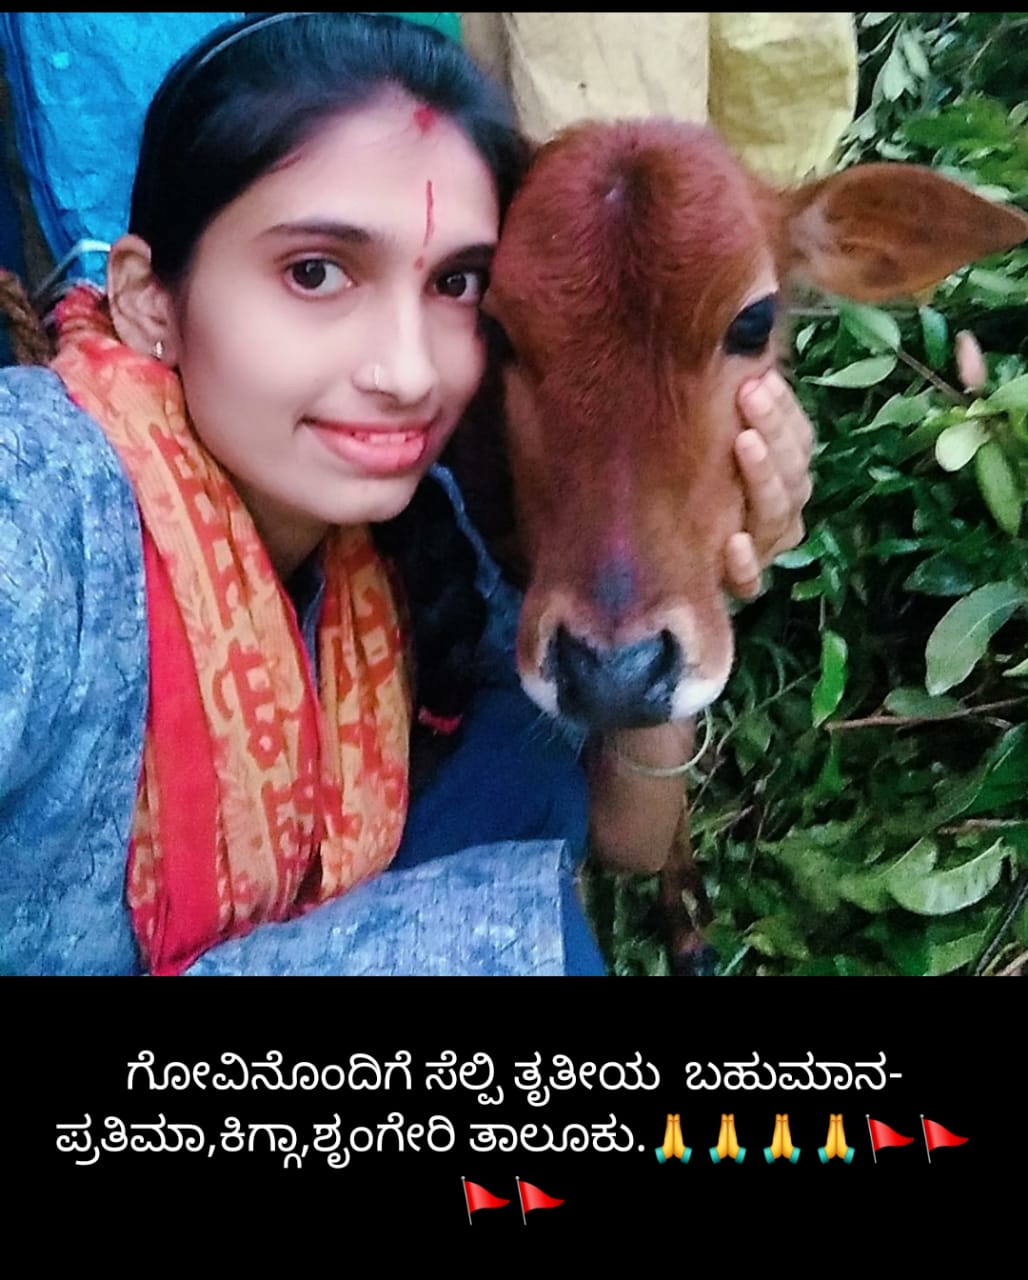 ಗೋವಿನೊಂದಿಗೆ ಸೆಲ್ಪಿ ತೃತೀಯ ಬಹುಮಾನ-
ಪ್ರತಿಮಾ,ಕಿಗ್ಗಾ,ಶೃಂಗೇರಿ ತಾಲೂಕು.🙏🙏🙏🙏🚩🚩
🚩🚩